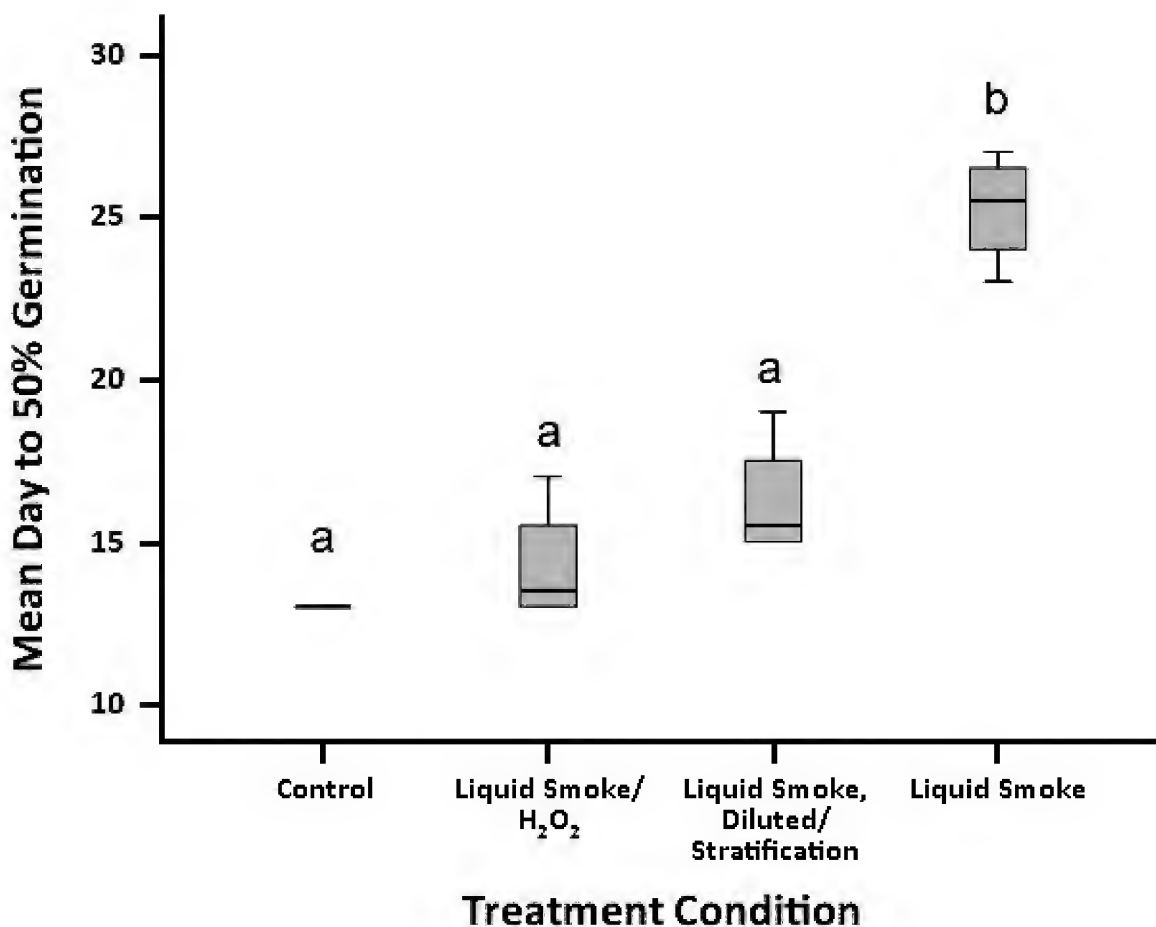 Mean Day to 50% Germination
30
25
20
15
10
a
a
a
b
Control
Liquid Smoke/
H₂O₂
Liquid Smoke,
Diluted/
Stratification
Liquid Smoke
Treatment Condition